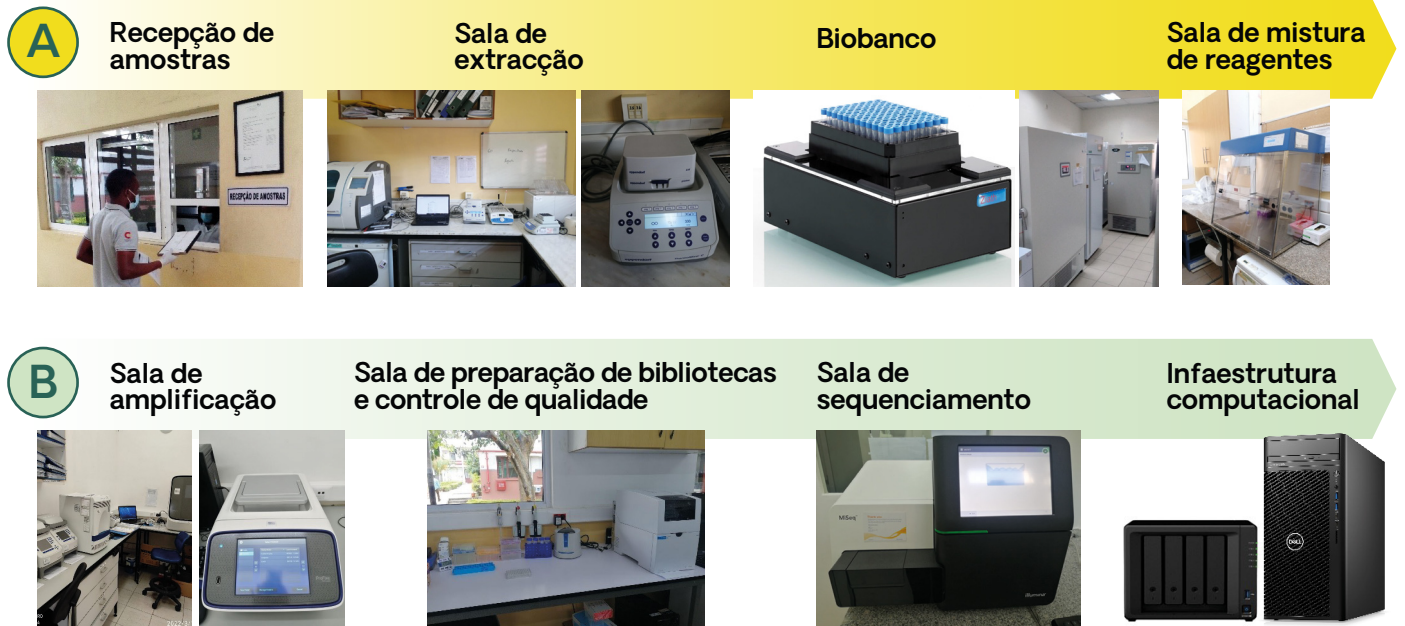 A
Recepção de
amostras
Sala de
extracção
Biobanco
Sala de mistura
de reagentes
RECEPÇÃO DE AMOSTRAS
B
Sala de
amplificação
Sala de preparação de bibliotecas
e controle de qualidade
Sala de
sequenciamento
Infaestrutura
computacional
MiSeq
illumina
DELL